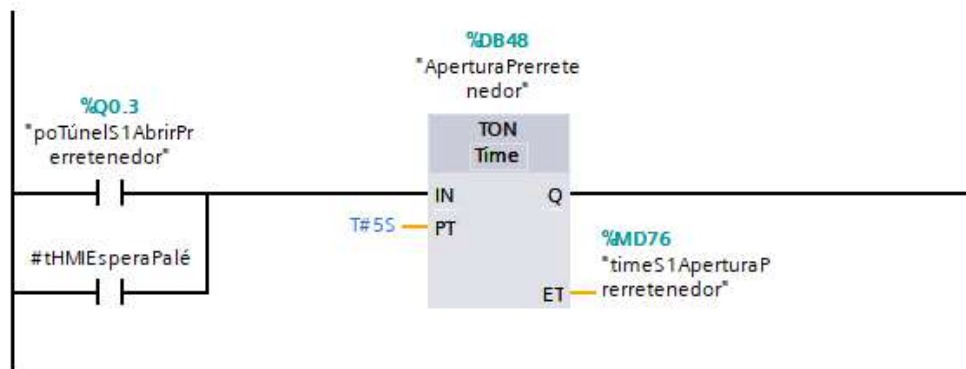 %DB48
"AperturaPrerrete
nedor"
%Q0.3
"poTúnelS1AbrirPr
erretenedor"
TON
Time
IN
Q
T#5S
PT
#tHMIEsperaPalé
%MD76
"timeS1AperturaP
rerretenedor"
ET